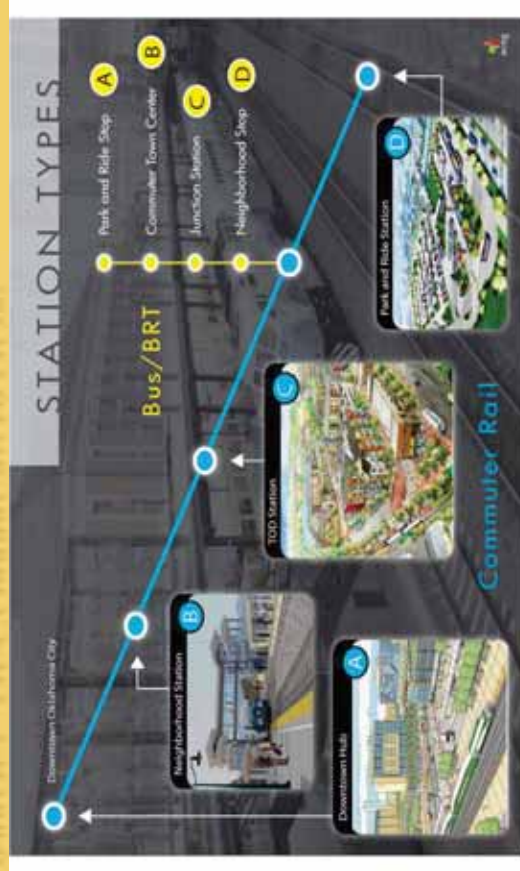 STATION TYPES
Park and Ride Stop
A
Commuter Town Center
B
Junction Station
C
Neighborhood Stop
D
Bus/BRT
Downtown Oklahoma City
Downtown Hub
A
Neighborhood Station
B
TOD Station
C
Park and Ride Station
D
Commuter Rail